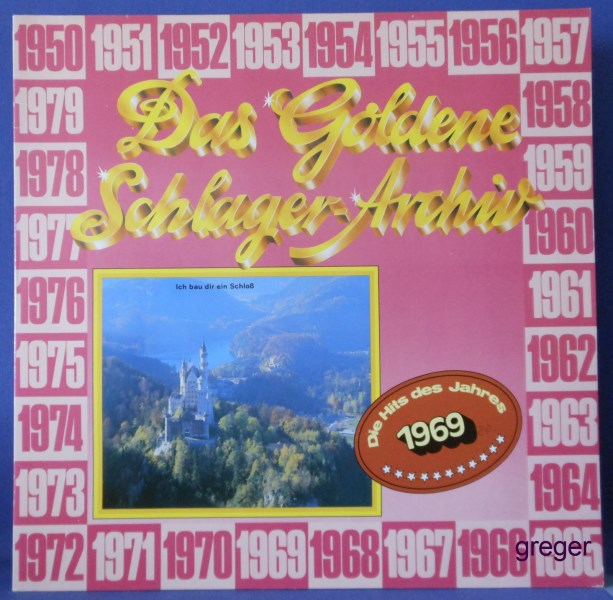 1950 1951 1952 1953 1954 1955 1956 1957
1979 1958
Das Goldene
1978 1959
Schlager-Archiv
1977 1960
Ich bau dir ein Schloß
1976 1961
1975 1962
Die Hits des Jahres
1969
1974 1963
1973 1964
1972 1971 1970 1969 1968 1967 1966 1965
greger